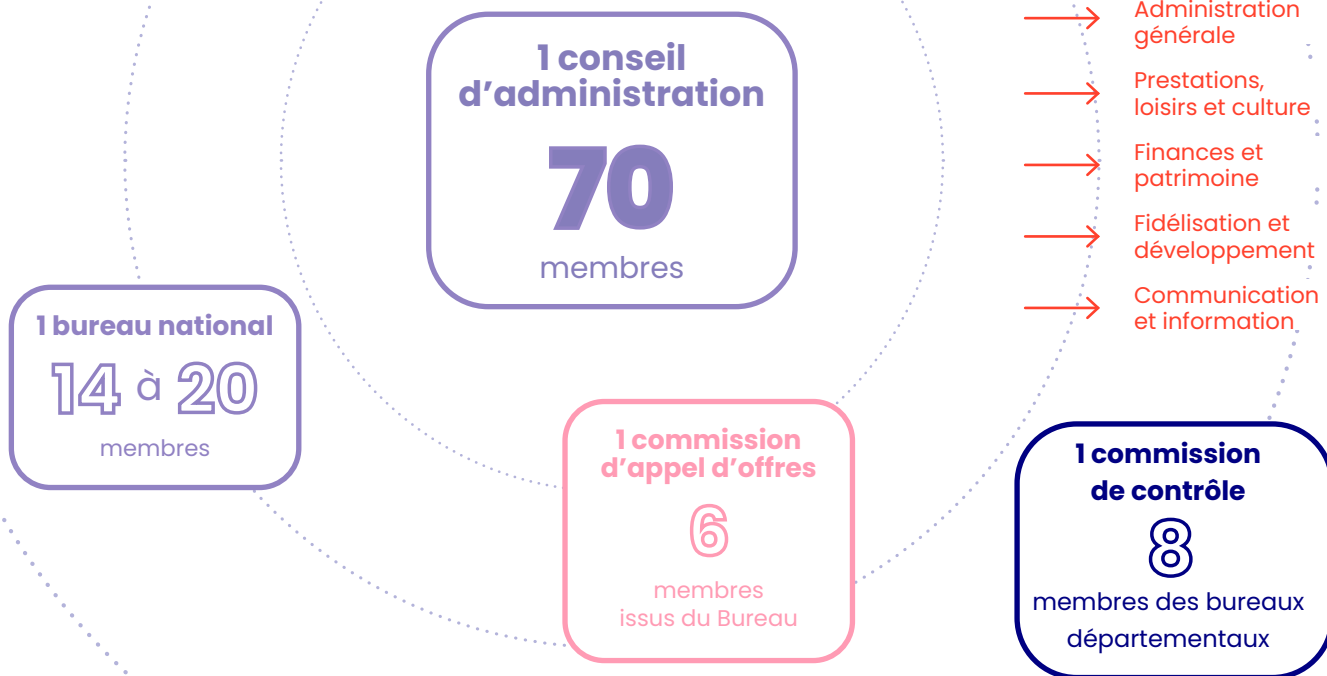 1 conseil
d’administration
70
membres
Administration
générale
Prestations,
loisirs et culture
Finances et
patrimoine
Fidélisation et
développement
Communication
et information
1 bureau national
14 à 20
membres
1 commission
d’appel d’offres
6
membres
issus du Bureau
1 commission
de contrôle
8
membres des bureaux
départementaux